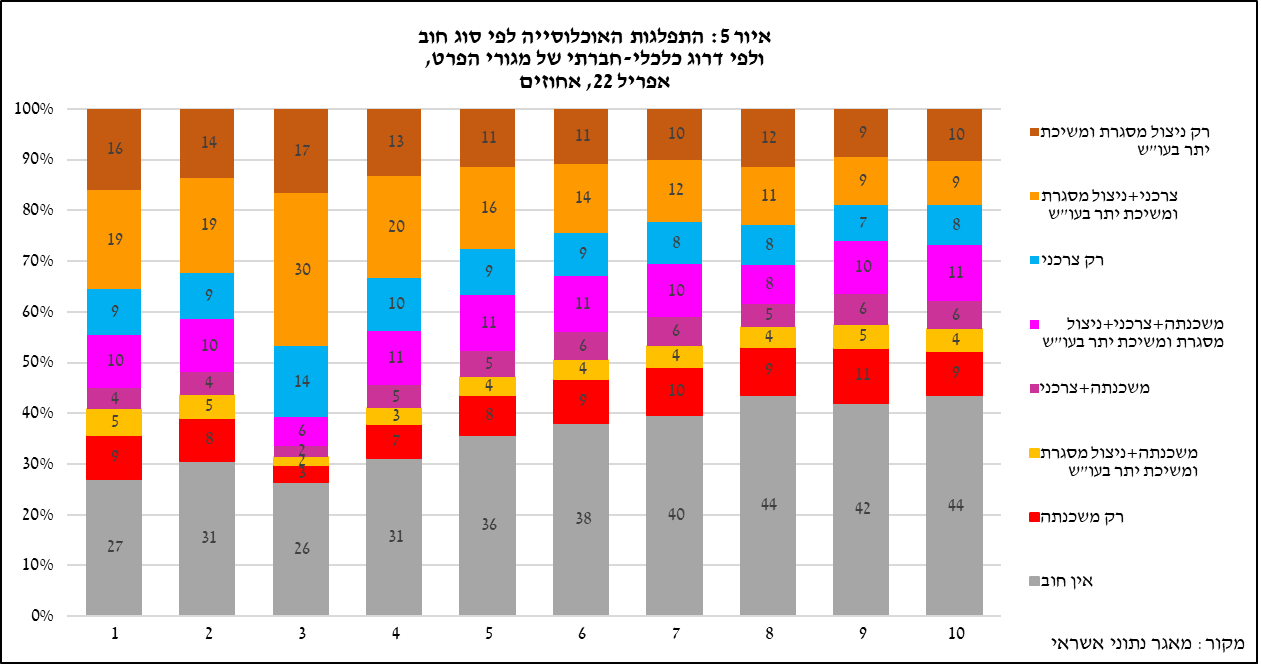 איור 5: התפלגות האוכלוסייה לפי סוג חוב
ולפי דרוג כלכלי-חברתי של מגורי הפרט,
אפריל 22, אחוזים
100%
90%
80%
70%
60%
50%
40%
30%
20%
10%
0%
16 14 17 13 11 11 10 12 9 10
19 19 30 20 16 14 12 11 9 9
9 9 14 10 9 9 8 8 7 8
10 10 6 11 11 11 10 8 10 11
4 4 2 5 5 6 6 5 6 6
5 5 2 3 4 4 4 4 5 4
9 8 3 7 8 9 10 9 11 9
27 31 26 31 36 38 40 44 42 44
1 2 3 4 5 6 7 8 9 10
רק ניצול מסגרת ומשיכת
יתר בעו"ש
צרכני+ניצול מסגרת
ומשיכת יתר בעו"ש
רק צרכני
משכנתה+צרכני+ניצול
מסגרת ומשיכת יתר בעו"ש
משכנתה+צרכני
משכנתה+ניצול מסגרת
ומשיכת יתר בעו"ש
רק משכנתה
אין חוב
מקור: מאגר נתוני אשראי